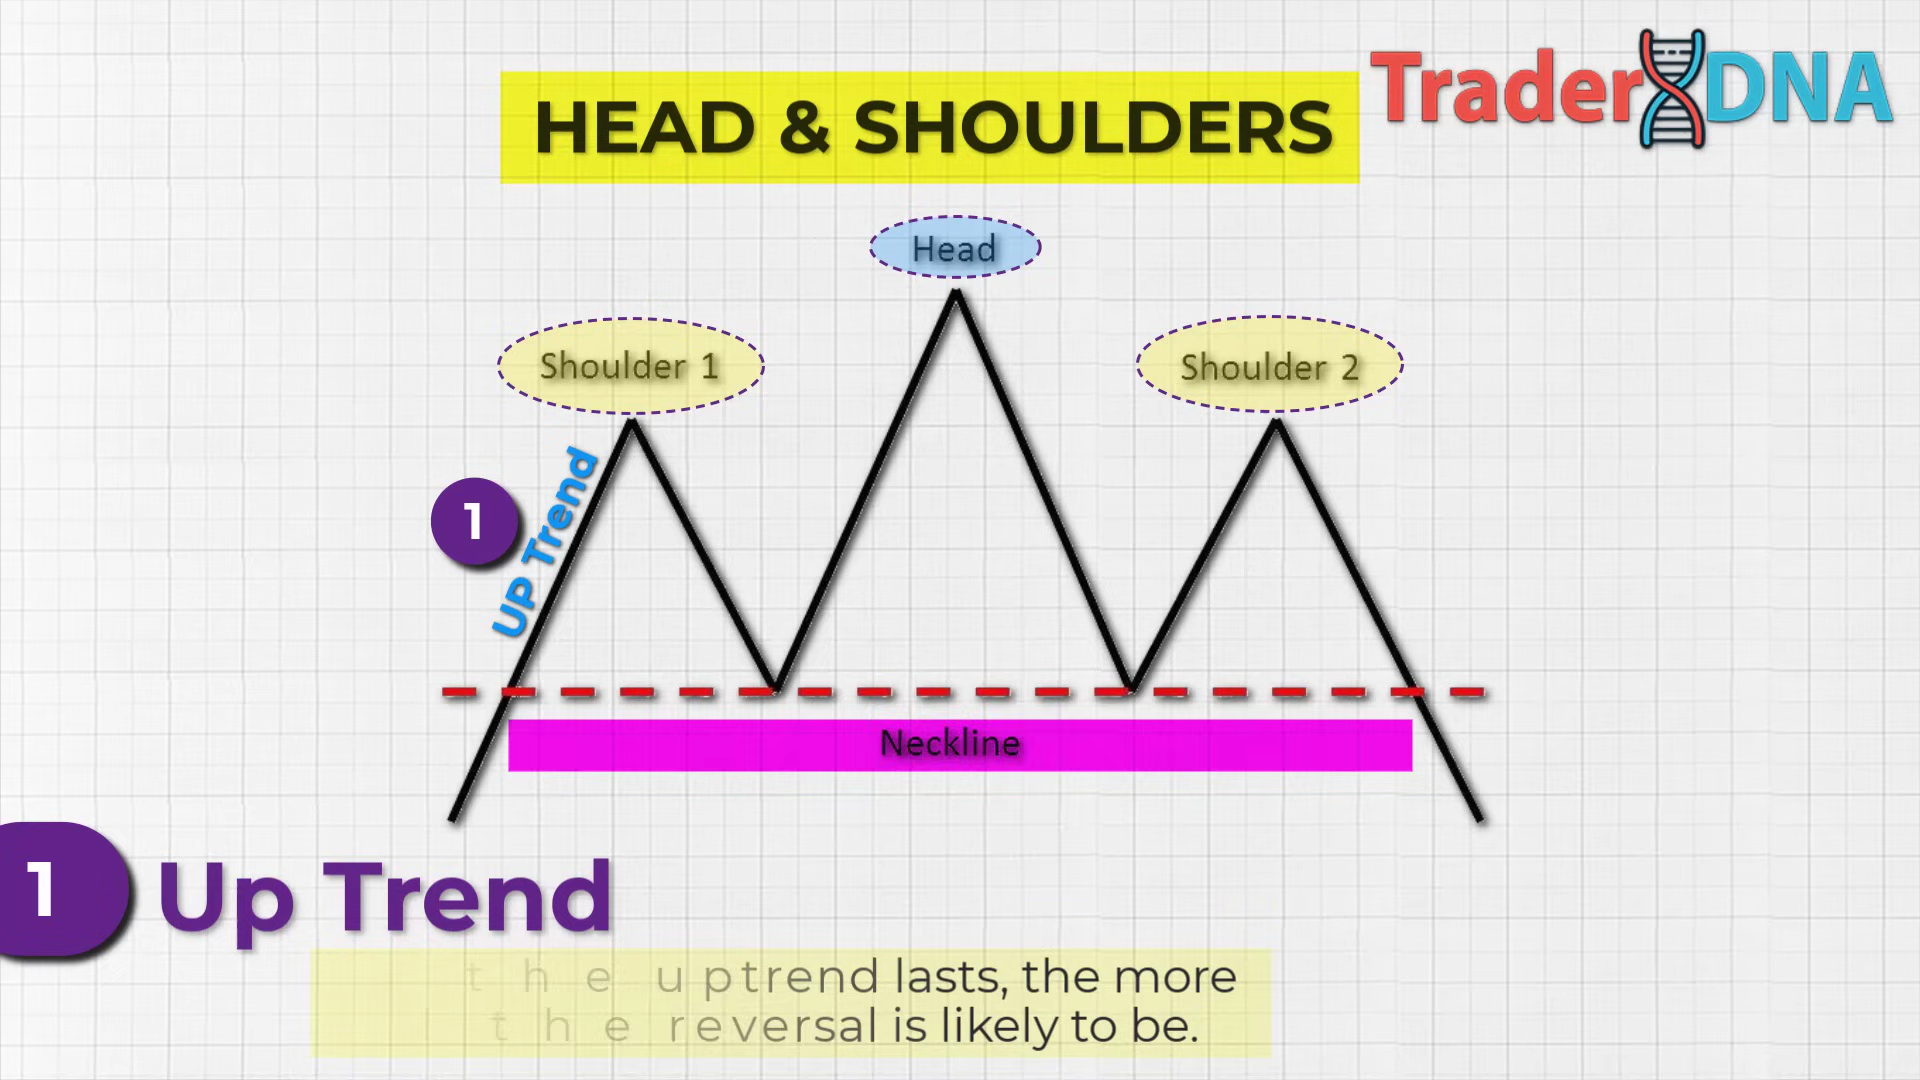 HEAD & SHOULDERS
TraderDNA
Head
Shoulder 1
Shoulder 2
1
UP Trend
Neckline
1 Up Trend
the uptrend lasts, the more
the reversal is likely to be.